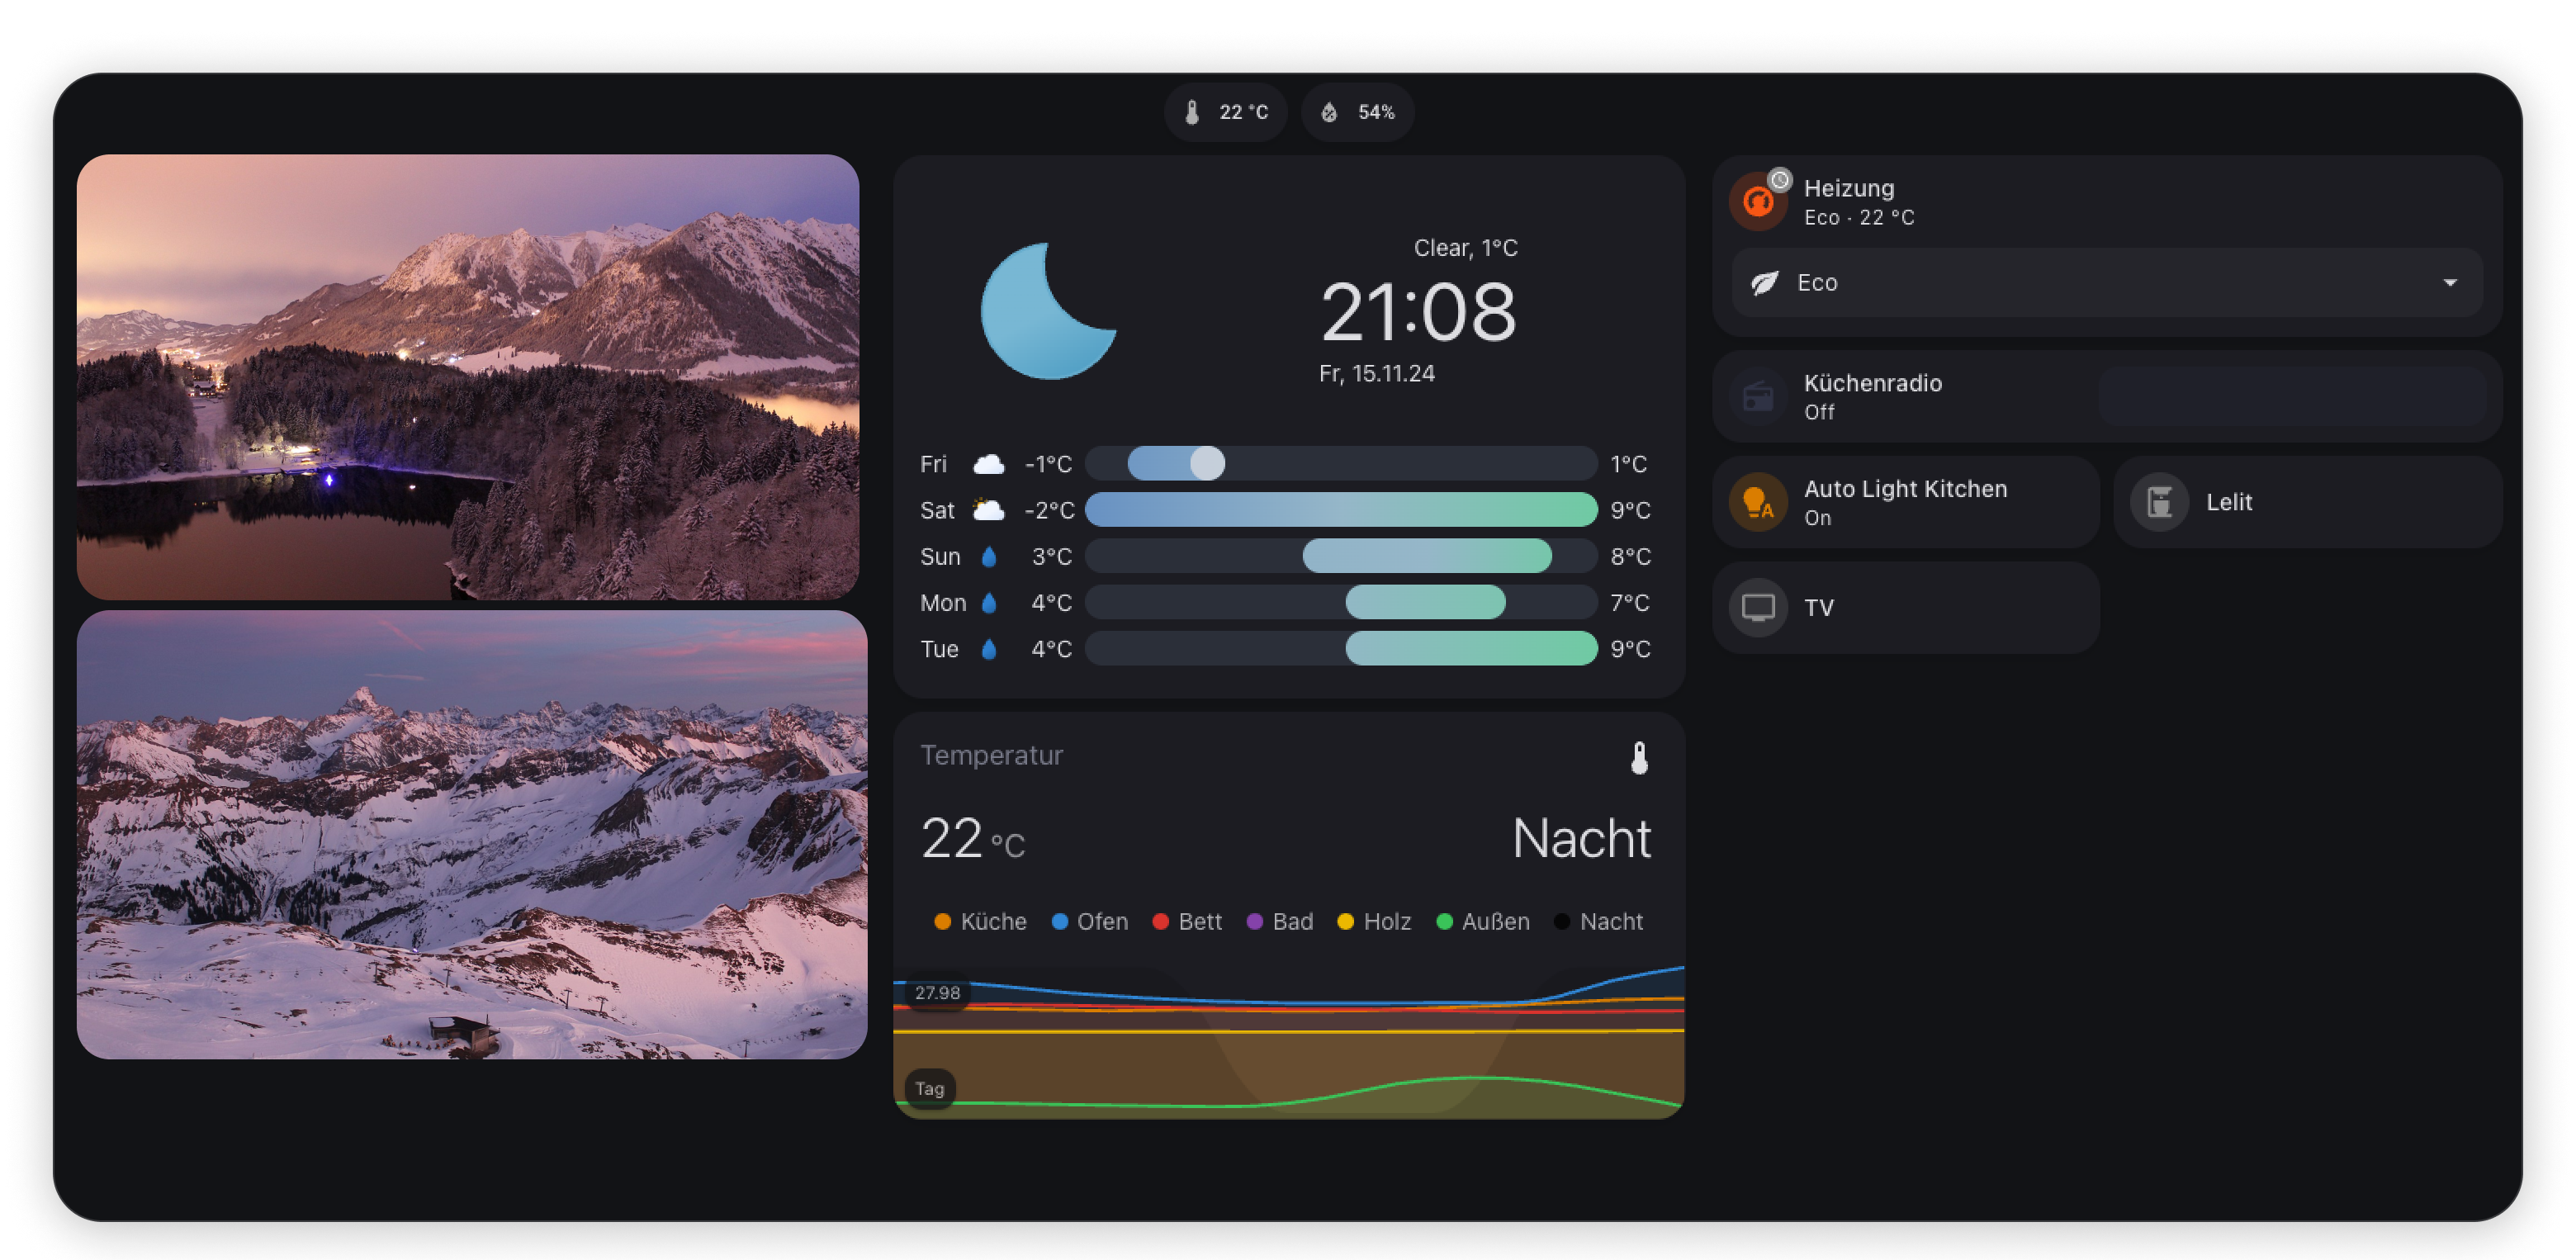 22 °C
54%
Clear, 1°C
21:08
Fr, 15.11.24
Fri -1°C 1°C
Sat -2°C 9°C
Sun 3°C 8°C
Mon 4°C 7°C
Tue 4°C 9°C
Temperatur
22 °C
Nacht
Küche Ofen Bett Bad Holz Außen Nacht
27.98
Tag
Heizung
Eco · 22 °C
Eco
Küchenradio
Off
Auto Light Kitchen
On
Lelit
TV